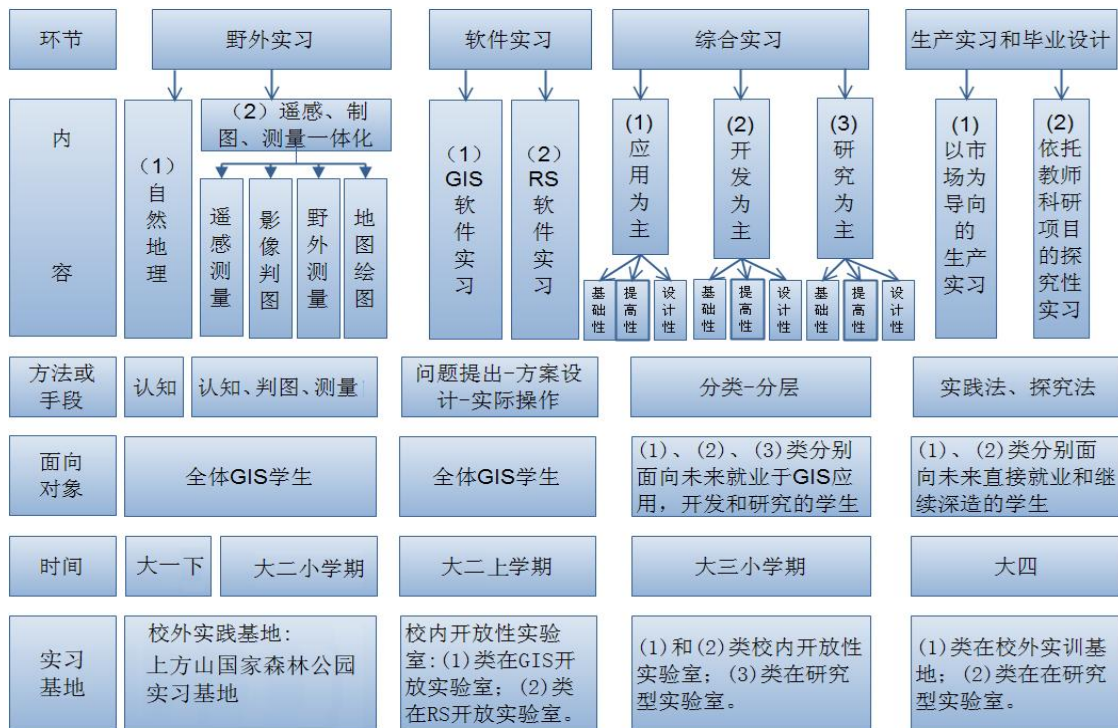 环节
野外实习
软件实习
综合实习
生产实习和毕业设计
内
容
（1）
自
然
地
理
（2）遥感、制
图、测量一体化
遥
感
测
量
影
像
判
图
野
外
测
量
地
图
绘
图
（1）
GIS
软
件
实
习
（2）
RS
软
件
实
习
(1)
应
用
为
主
基
础
性
提
高
性
设
计
性
(2)
开
发
为
主
基
础
性
提
高
性
设
计
性
(3)
研
究
为
主
基
础
性
提
高
性
设
计
性
(1)
以市
场为
导向
的
生产
实习
(2)
依托
教师
科研
项目
的探
究性
实习
方法或
手段
认知
认知、判图、测量
问题提出-方案设
计-实际操作
分类-分层
实践法、探究法
面向
对象
全体GIS学生
全体GIS学生
(1)、(2)、(3)类分别
面向未来就业于GIS应
用，开发和研究的学生
(1)、(2)类分别面
向未来直接就业和继
续深造的学生
时间
大一下
大二小学期
大二上学期
大三小学期
大四
实习
基地
校外实践基地:
上方山国家森林公园
实习基地
校内开放性实验
室:(1)类在GIS开
放实验室；(2)类
在RS开放实验室。
(1)和(2)类校内开放性
实验室；(3)类在研究
型实验室。
(1)类在校外实训基
地；(2)类在在研究
型实验室。